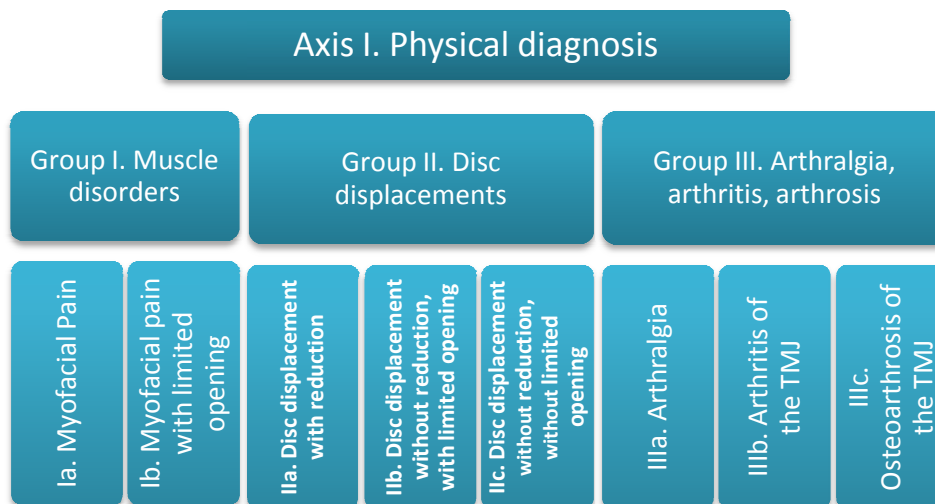 Axis I. Physical diagnosis
Group I. Muscle
disorders
Group II. Disc
displacements
Group III. Arthralgia,
arthritis, arthrosis
Ia. Myofacial Pain
Ib. Myofacial pain
with limited
opening
IIa. Disc displacement
with reduction
IIb. Disc displacement
without reduction,
with limited opening
IIc. Disc displacement
without reduction,
without limited
opening
IIIa. Arthralgia
IIIb. Arthritis of
the TMJ
IIIc.
Osteoarthrosis of
the TMJ